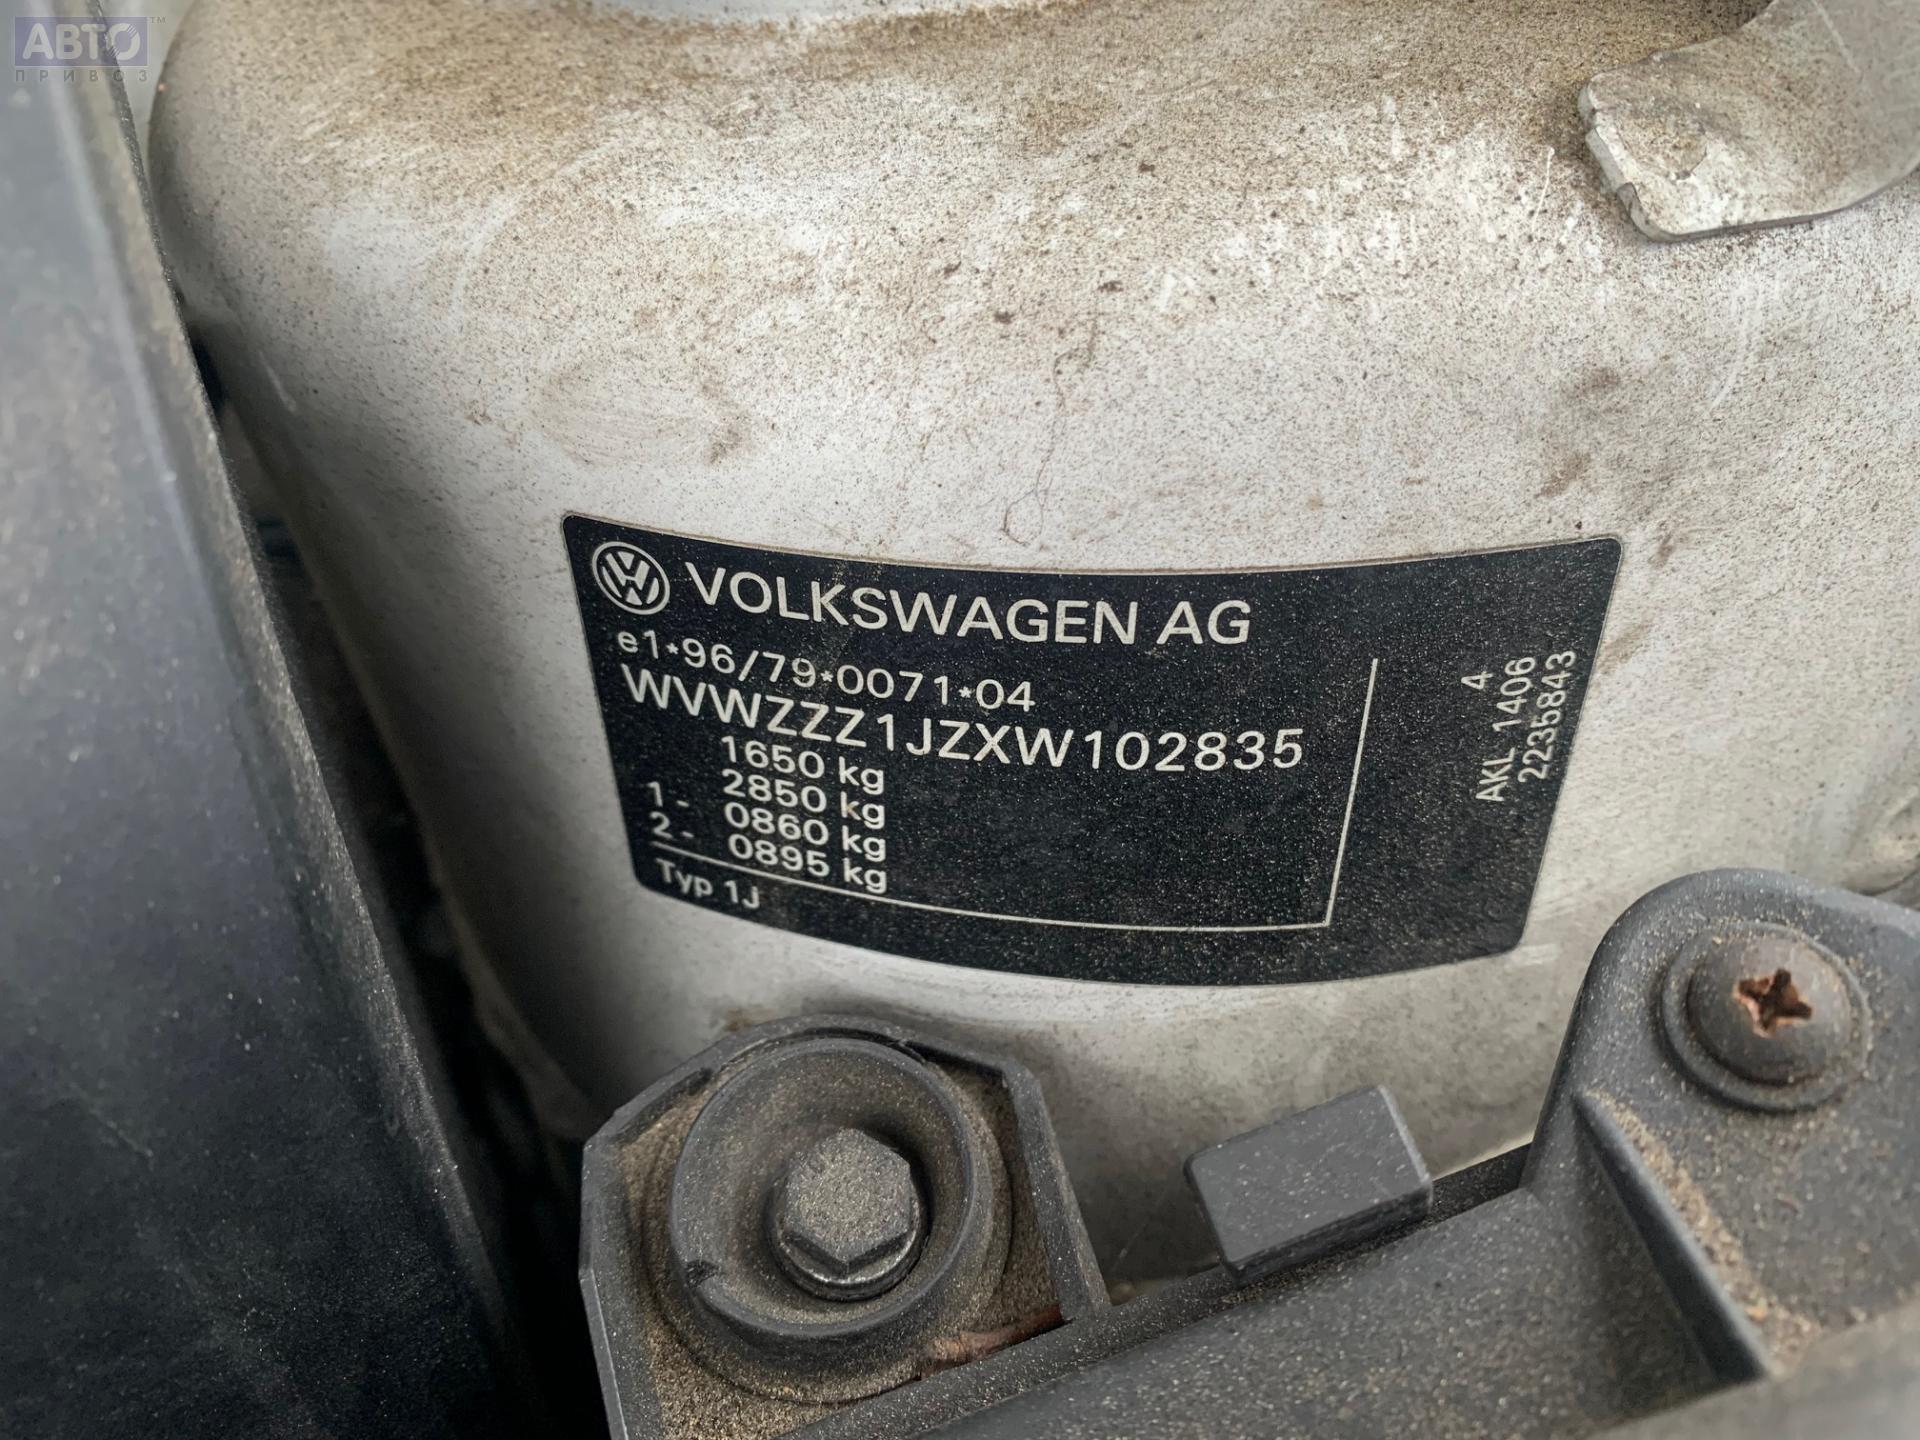 АВТО™
ПРИВОЗ
VOLKSWAGEN AG
e1*96/79*0071*04
WVWZZZ1JZXW102835
1650 kg
2850 kg
1 - 0860 kg
2 - 0895 kg
Typ 1J
4
AKL 1406
2235843